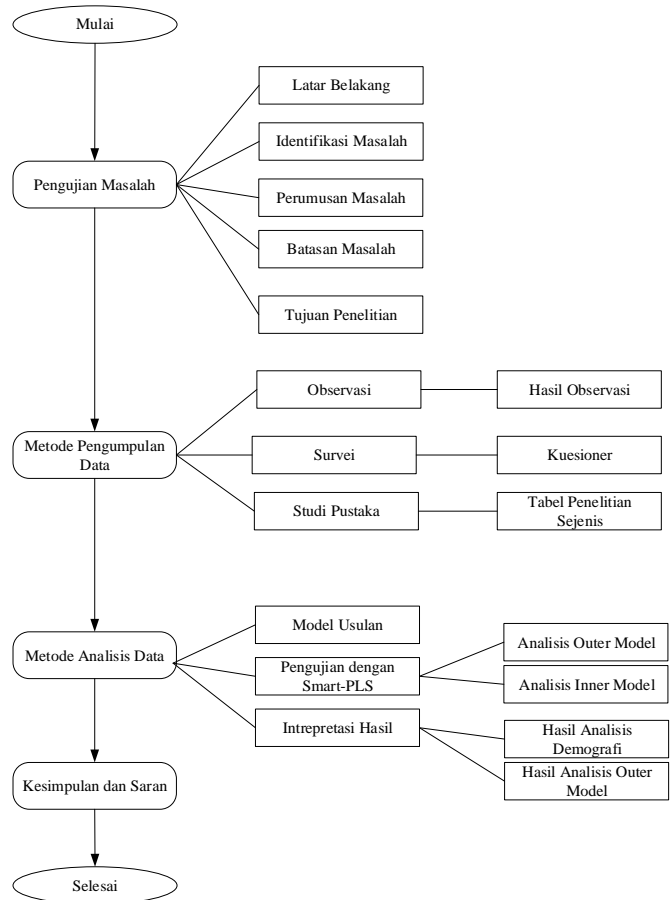 Mulai
Latar Belakang
Identifikasi Masalah
Pengujian Masalah
Perumusan Masalah
Batasan Masalah
Tujuan Penelitian
Observasi
Hasil Observasi
Metode Pengumpulan
Data
Survei
Kuesioner
Studi Pustaka
Tabel Penelitian
Sejenis
Model Usulan
Metode Analisis Data
Pengujian dengan
Smart-PLS
Analisis Outer Model
Analisis Inner Model
Intrepretasi Hasil
Hasil Analisis
Demografi
Hasil Analisis Outer
Model
Kesimpulan dan Saran
Selesai